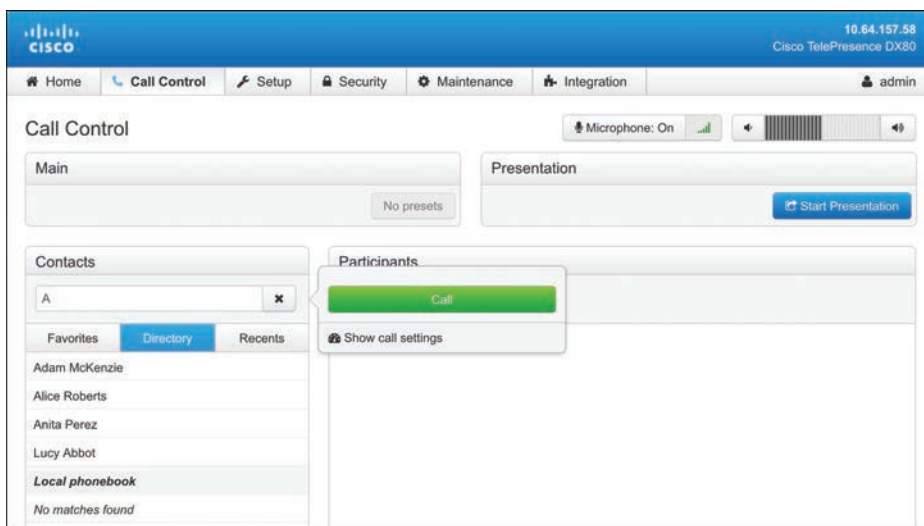 10.64.157.58
CISCO
Cisco TelePresence DX80
Home Call Control Setup Security Maintenance Integration admin
Call Control
Microphone: On
Main
Presentation
No presets
Start Presentation
Contacts
Participants
A
Call
Favorites Directory Recents
Show call settings
Adam McKenzie
Alice Roberts
Anita Perez
Lucy Abbot
Local phonebook
No matches found